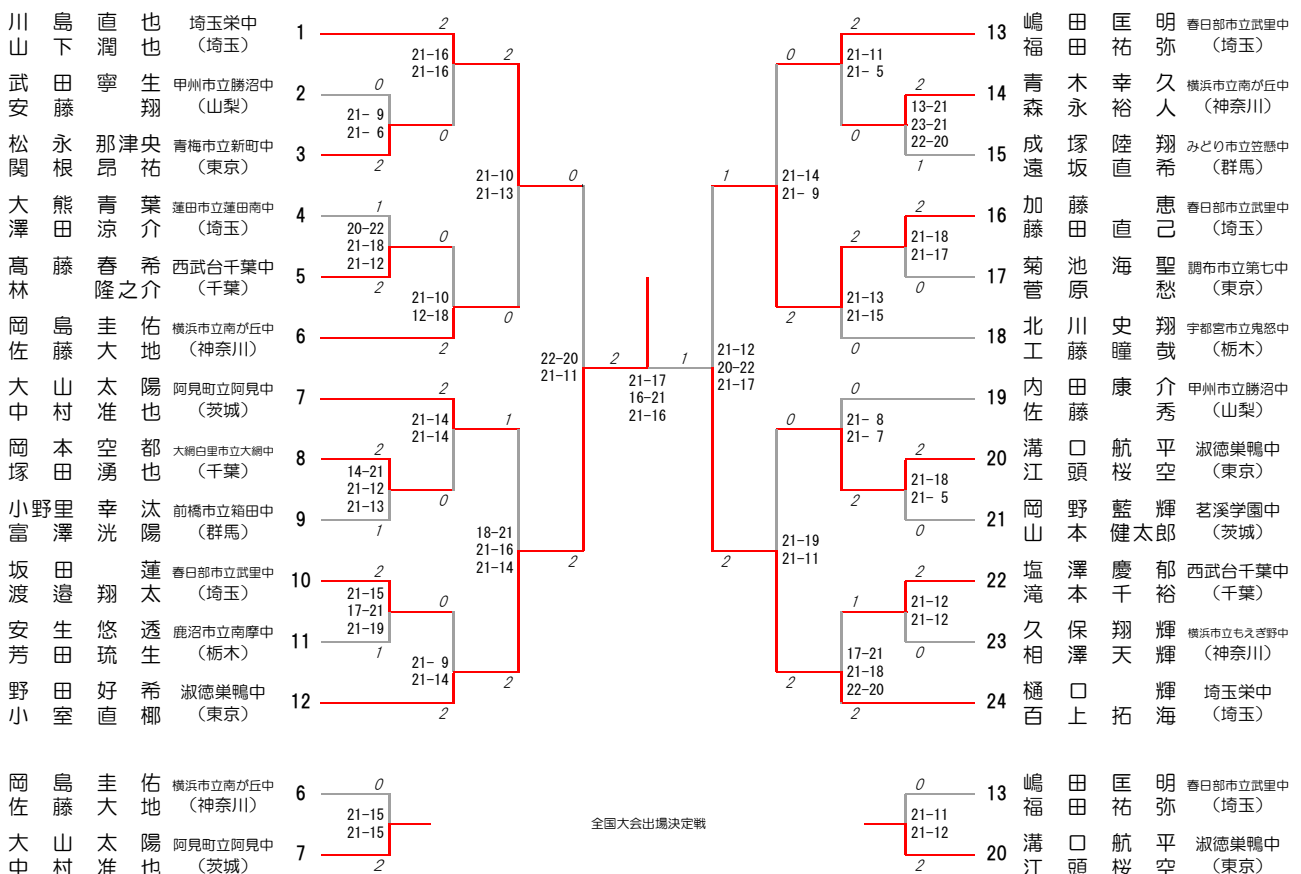 川島直也 埼玉栄中 1
山下潤也 （埼玉）
武田寧生 甲州市立勝沼中 2
安藤翔 （山梨）
松永那津央 青梅市立新町中 3
関根昂祐 （東京）
大熊青葉 蓮田市立蓮田南中 4
澤田涼介 （埼玉）
髙藤春希 西武台千葉中 5
林隆之介 （千葉）
岡島圭佑 横浜市立南が丘中 6
佐藤大地 （神奈川）
大山太陽 阿見町立阿見中 7
中村准也 （茨城）
岡本空都 大網白里市立大網中 8
塚田湧也 （千葉）
小野里幸汰 前橋市立箱田中 9
富澤洸陽 （群馬）
坂田蓮 春日部市立武里中 10
渡邉翔太 （埼玉）
安生悠透 鹿沼市立南摩中 11
芳田琉生 （栃木）
野田好希 淑徳巣鴨中 12
小室直椰 （東京）
2
21-16
21-16
0
0
21- 9
21- 6
2
2
21-10
21-13
0
1
20-22
21-18
21-12
2
0
21-10
12-18
2
0
22-20
21-11
2
21-14
21-14
0
2
14-21
21-12
21-13
1
1
18-21
21-16
21-14
2
2
21-15
17-21
21-19
1
0
21- 9
21-14
2
2
2
21-17
16-21
21-16
1
13 嶋田匡明 春日部市立武里中
福田祐弥 （埼玉）
14 青木幸久 横浜市立南が丘中
森永裕人 （神奈川）
15 成塚陸翔 みどり市立笠懸中
遠坂直希 （群馬）
16 加藤恵 春日部市立武里中
藤田直己 （埼玉）
17 菊池海聖 調布市立第七中
菅原愁 （東京）
18 北川史翔 宇都宮市立鬼怒中
工藤瞳哉 （栃木）
19 内田康介 甲州市立勝沼中
佐藤秀 （山梨）
20 溝口航平 淑徳巣鴨中
江頭桜空 （東京）
21 岡野藍輝 茗溪学園中
山本健太郎 （茨城）
22 塩澤慶郁 西武台千葉中
滝本千裕 （千葉）
23 久保翔輝 横浜市立もえぎ野中
相澤天輝 （神奈川）
24 樋口輝 埼玉栄中
百上拓海 （埼玉）
2
21-11
21- 5
0
2
13-21
23-21
22-20
1
0
21-14
21- 9
2
2
21-18
21-17
0
2
21-13
21-15
0
1
21-12
20-22
21-17
2
0
21- 8
21- 7
2
2
21-18
21- 5
0
0
21-19
21-11
2
2
21-12
21-12
0
1
17-21
21-18
22-20
2
岡島圭佑 横浜市立南が丘中 6
佐藤大地 （神奈川）
0
21-15
21-15
2
大山太陽 阿見町立阿見中 7
中村准也 （茨城）
全国大会出場決定戦
0
21-11
21-12
2
13 嶋田匡明 春日部市立武里中
福田祐弥 （埼玉）
20 溝口航平 淑徳巣鴨中
江頭桜空 （東京）